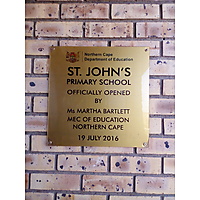 Northern Cape
Department of Education
ST. JOHN'S
PRIMARY SCHOOL
OFFICIALLY OPENED
BY
Ms MARTHA BARTLETT
MEC OF EDUCATION
NORTHERN CAPE
19 JULY 2016